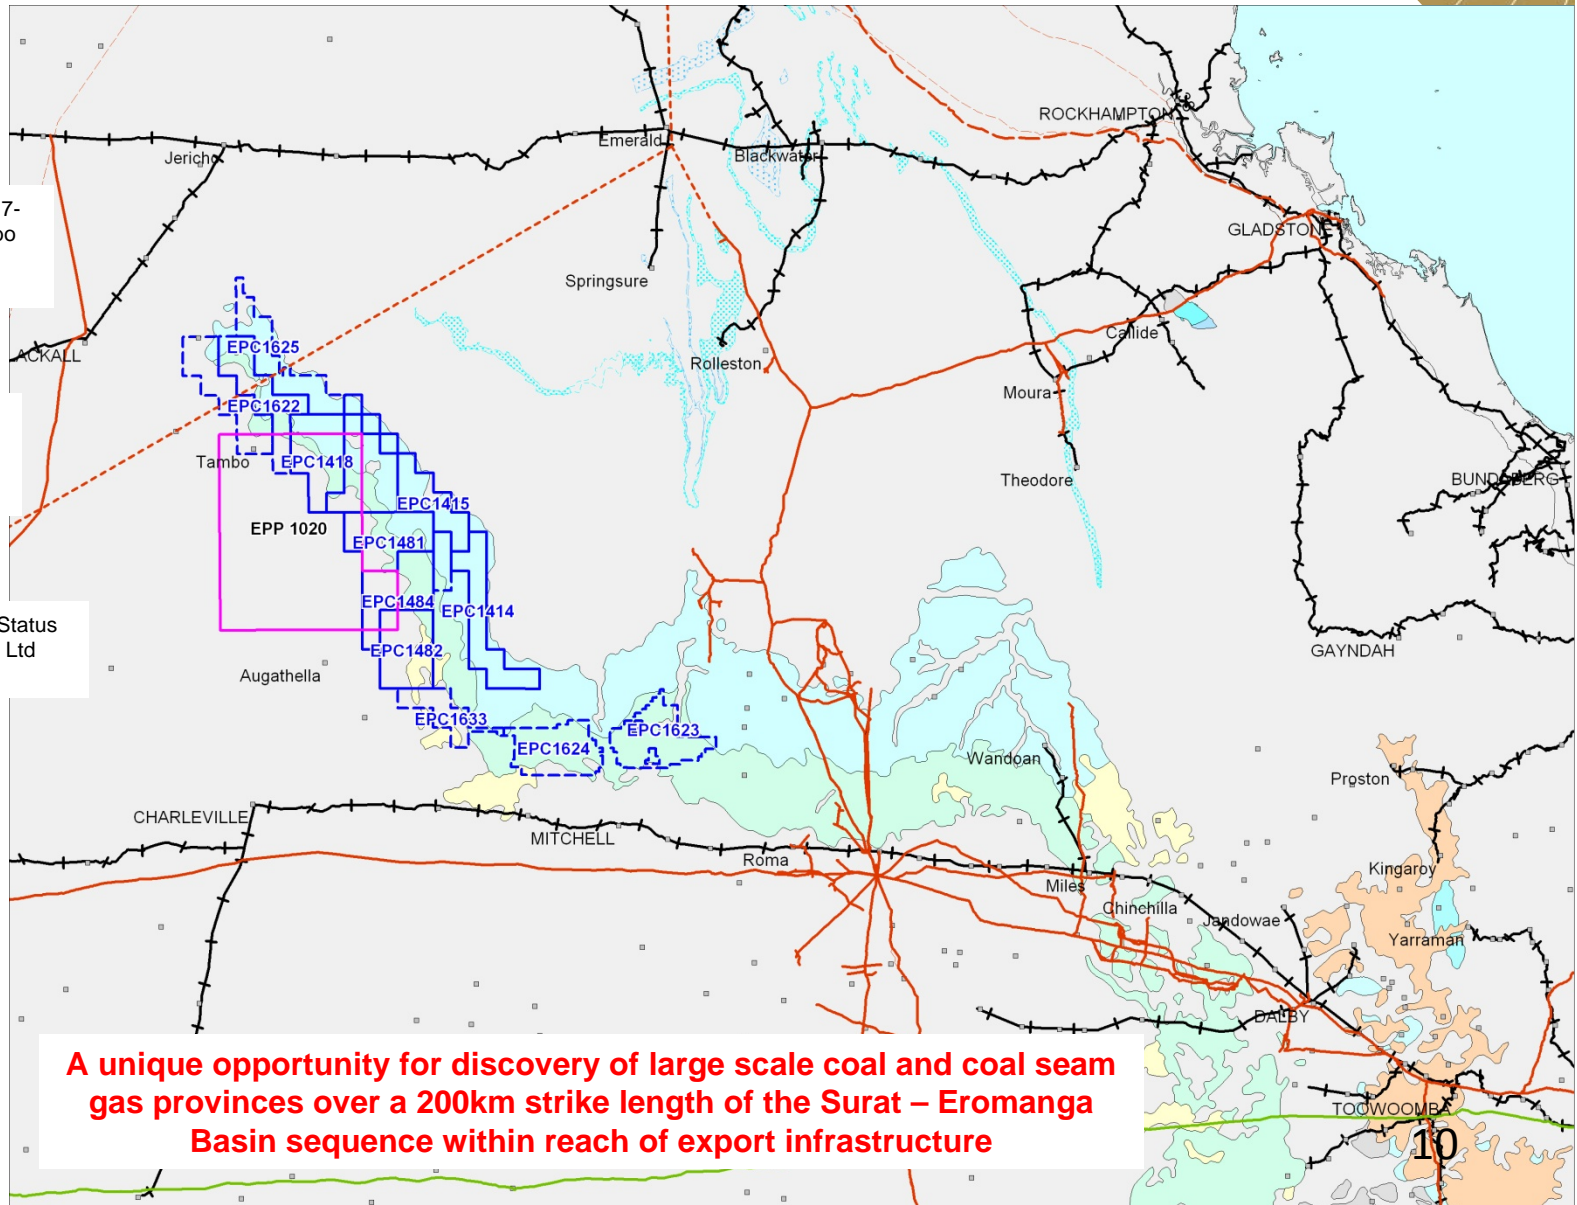 ROCKHAMPTON
Emerald
Blackwater
Jericho
7-
oo
GLADSTONE
Springsure
Callide
ACKALL
EPC1625
Rolleston
Moura
EPC1622
Tambo
EPC1418
Theodore
BUNDABERG
EPC1415
EPP 1020
EPC1481
EPC1484
EPC1414
Status
Ltd
EPC1482
GAYNDAH
Augathella
EPC1633
EPC1623
EPC1624
Wandoan
Proston
CHARLEVILLE
MITCHELL
Roma
Kingaroy
Miles
Chinchilla
Jandowae
Yarraman
DALBY
A unique opportunity for discovery of large scale coal and coal seam
gas provinces over a 200km strike length of the Surat – Eromanga
Basin sequence within reach of export infrastructure
TOOWOOMBA
10